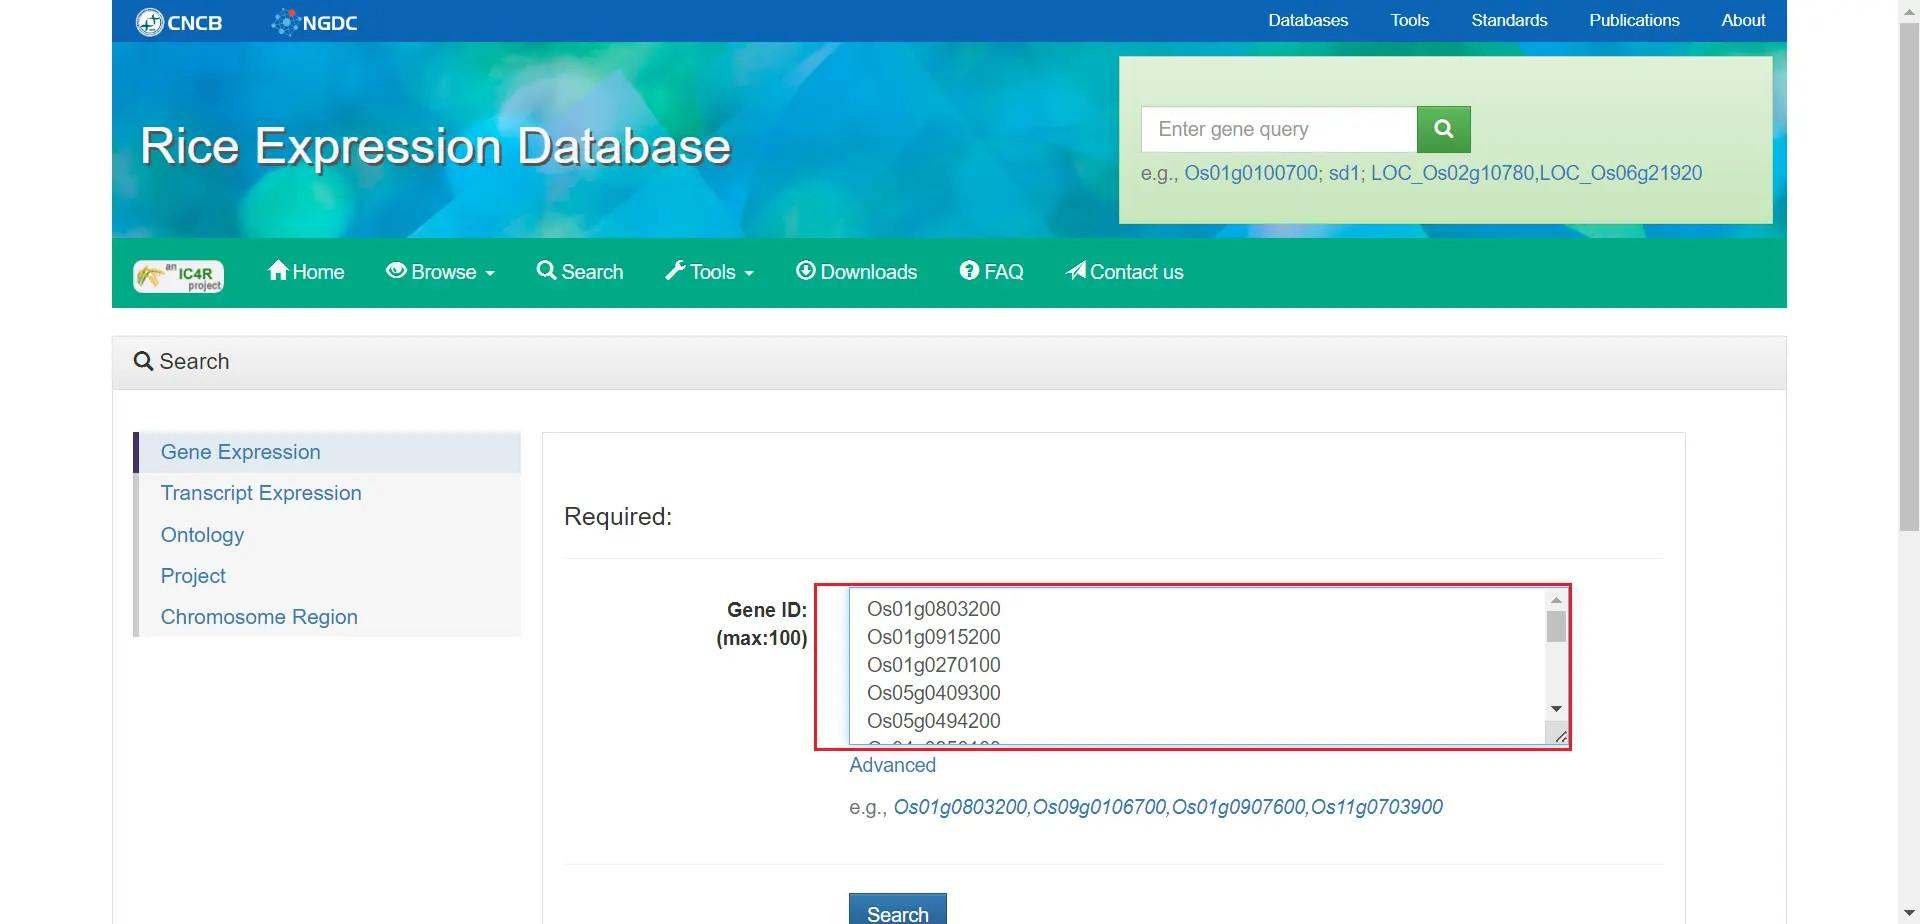 CNCB NGDC Databases Tools Standards Publications About
Rice Expression Database
Enter gene query
e.g., Os01g0100700; sd1; LOC_Os02g10780,LOC_Os06g21920
an IC4R project Home Browse Search Tools Downloads FAQ Contact us
Search
Gene Expression
Transcript Expression
Ontology
Project
Chromosome Region
Required:
Gene ID:
(max:100)
Os01g0803200
Os01g0915200
Os01g0270100
Os05g0409300
Os05g0494200
Advanced
e.g., Os01g0803200,Os09g0106700,Os01g0907600,Os11g0703900
Search